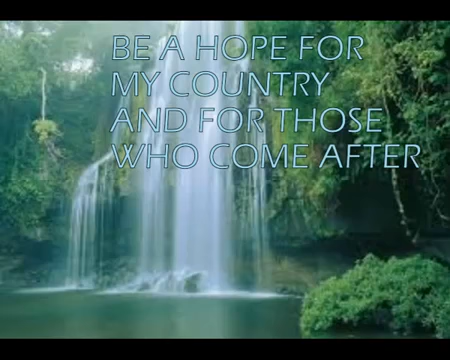 BE A HOPE FOR
MY COUNTRY
AND FOR THOSE
WHO COME AFTER